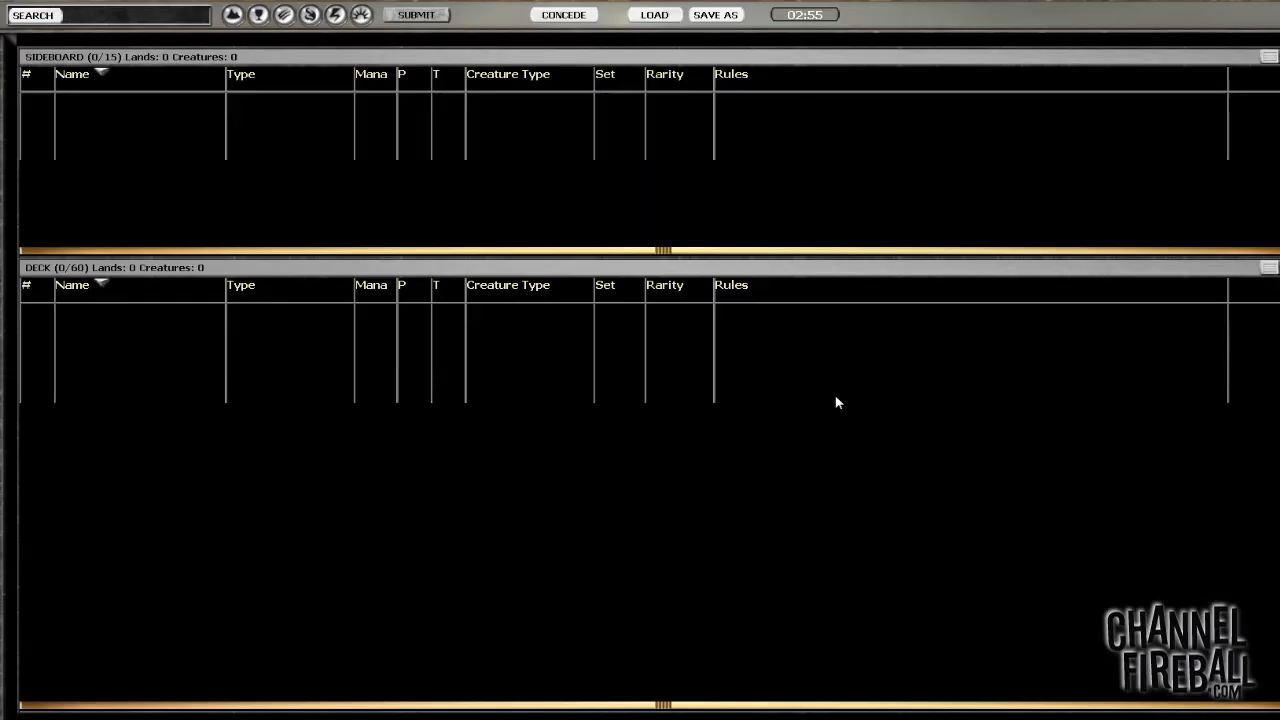 SEARCH SUBMIT CONCEDE LOAD SAVE AS 02:55
SIDEBOARD (0/15) Lands: 0 Creatures: 0
# Name Type Mana P T Creature Type Set Rarity Rules
DECK (0/60) Lands: 0 Creatures: 0
# Name Type Mana P T Creature Type Set Rarity Rules
CHANNEL
FIREBALL
.COM